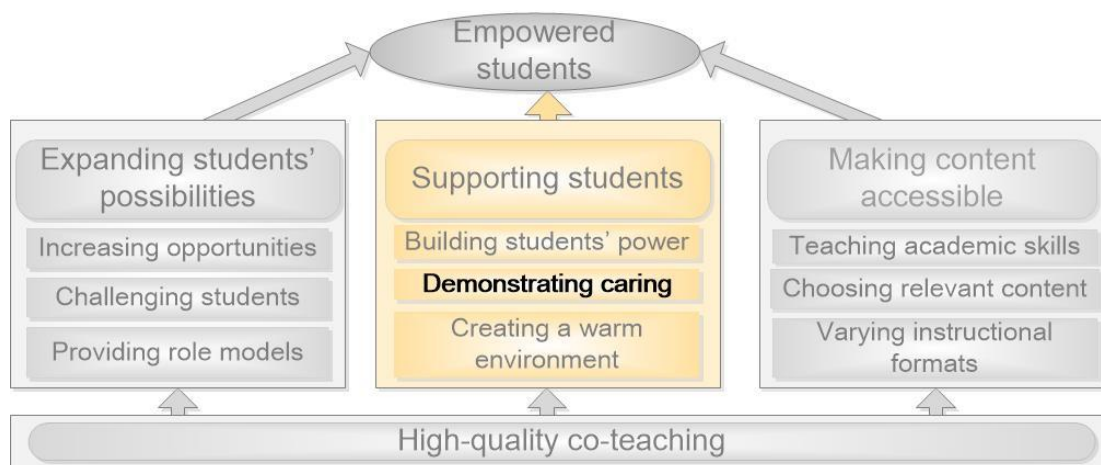 Empowered
students
Expanding students'
possibilities
Increasing opportunities
Challenging students
Providing role models
Supporting students
Building students' power
Demonstrating caring
Creating a warm
environment
Making content
accessible
Teaching academic skills
Choosing relevant content
Varying instructional
formats
High-quality co-teaching